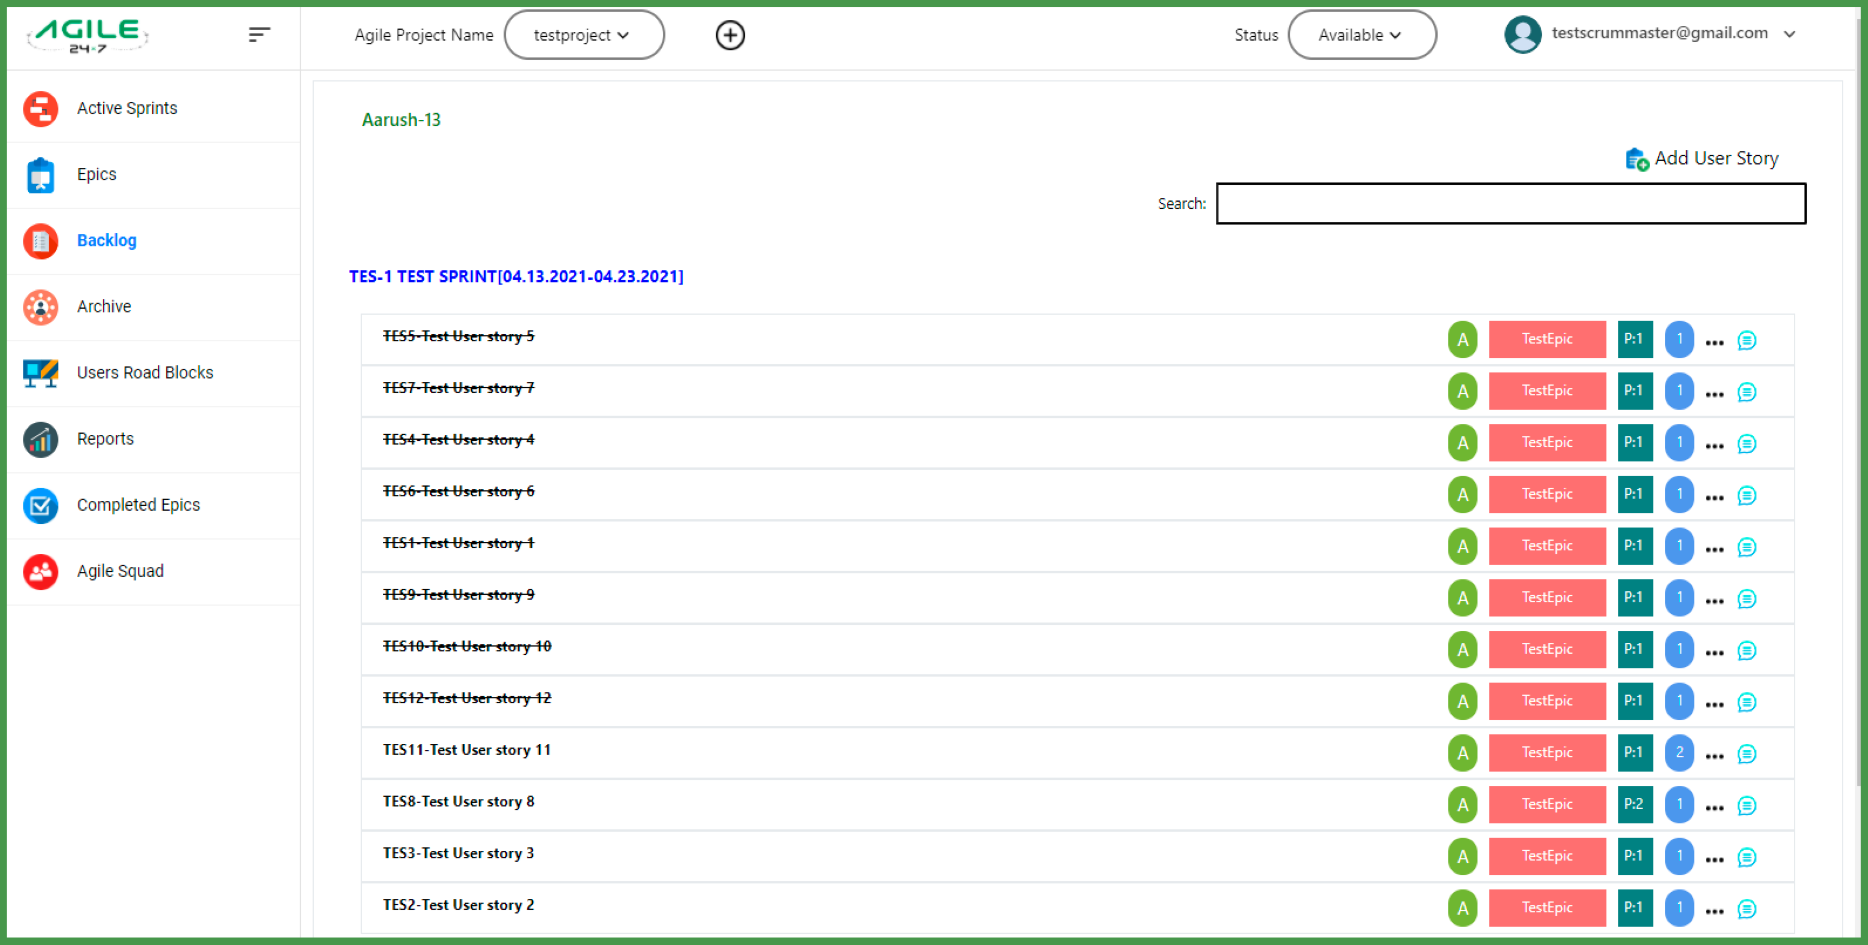 AGILE
24×7
Agile Project Name
testproject
Status
Available
testscrummaster@gmail.com
Active Sprints
Epics
Backlog
Archive
Users Road Blocks
Reports
Completed Epics
Agile Squad
Aarush-13
Add User Story
Search:
TES-1 TEST SPRINT[04.13.2021-04.23.2021]
TES5-Test User story 5 A TestEpic P:1 1
TES7-Test User story 7 A TestEpic P:1 1
TES4-Test User story 4 A TestEpic P:1 1
TES6-Test User story 6 A TestEpic P:1 1
TES1-Test User story 1 A TestEpic P:1 1
TES9-Test User story 9 A TestEpic P:1 1
TES10-Test User story 10 A TestEpic P:1 1
TES12-Test User story 12 A TestEpic P:1 1
TES11-Test User story 11 A TestEpic P:1 2
TES8-Test User story 8 A TestEpic P:2 1
TES3-Test User story 3 A TestEpic P:1 1
TES2-Test User story 2 A TestEpic P:1 1